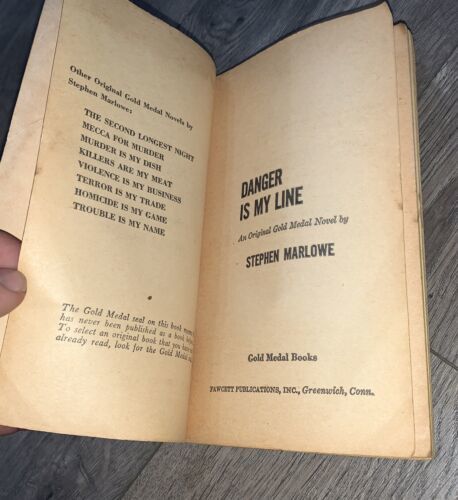 Other Original Gold Medal Novels by
Stephen Marlowe:
THE SECOND LONGEST NIGHT
MECCA FOR MURDER
MURDER IS MY DISH
KILLERS ARE MY MEAT
VIOLENCE IS MY BUSINESS
TERROR IS MY TRADE
HOMICIDE IS MY GAME
TROUBLE IS MY NAME
The Gold Medal seal on this book
has never been published as a book
To select an original book that you
already read, look for the Gold Medal
DANGER
IS MY LINE
An Original Gold Medal Novel by
STEPHEN MARLOWE
Gold Medal Books
FAWCETT PUBLICATIONS, INC., Greenwich, Conn.